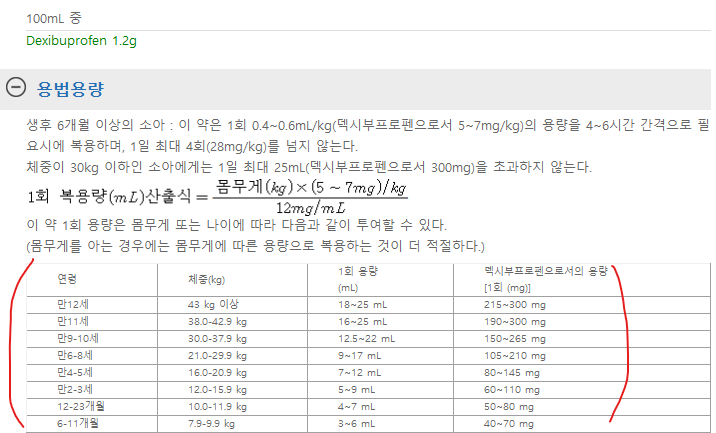 100mL 중
Dexibuprofen 1.2g
용법용량
생후 6개월 이상의 소아 : 이 약은 1회 0.4~0.6mL/kg(덱시부프로펜으로서 5~7mg/kg)의 용량을 4~6시간 간격으로 필
요시에 복용하며, 1일 최대 4회(28mg/kg)를 넘지 않는다.
체중이 30kg 이하인 소아에게는 1일 최대 25mL(덱시부프로펜으로서 300mg)을 초과하지 않는다.
1회 복용량(mL)산출식 = 몸무게(kg)×(5 ~ 7mg)/kg
12mg/mL
이 약 1회 용량은 몸무게 또는 나이에 따라 다음과 같이 투여할 수 있다.
(몸무게를 아는 경우에는 몸무게에 따른 용량으로 복용하는 것이 더 적절하다.)
연령 체중(kg) 1회 용량 (mL) 덱시부프로펜으로서의 용량 [1회 (mg)]
만12세 43 kg 이상 18~25 mL 215~300 mg
만11세 38.0-42.9 kg 16~25 mL 190~300 mg
만9-10세 30.0-37.9 kg 12.5~22 mL 150~265 mg
만6-8세 21.0-29.9 kg 9~17 mL 105~210 mg
만4-5세 16.0-20.9 kg 7~12 mL 80~145 mg
만2-3세 12.0-15.9 kg 5~9 mL 60~110 mg
12-23개월 10.0-11.9 kg 4~7 mL 50~80 mg
6-11개월 7.9-9.9 kg 3~6 mL 40~70 mg